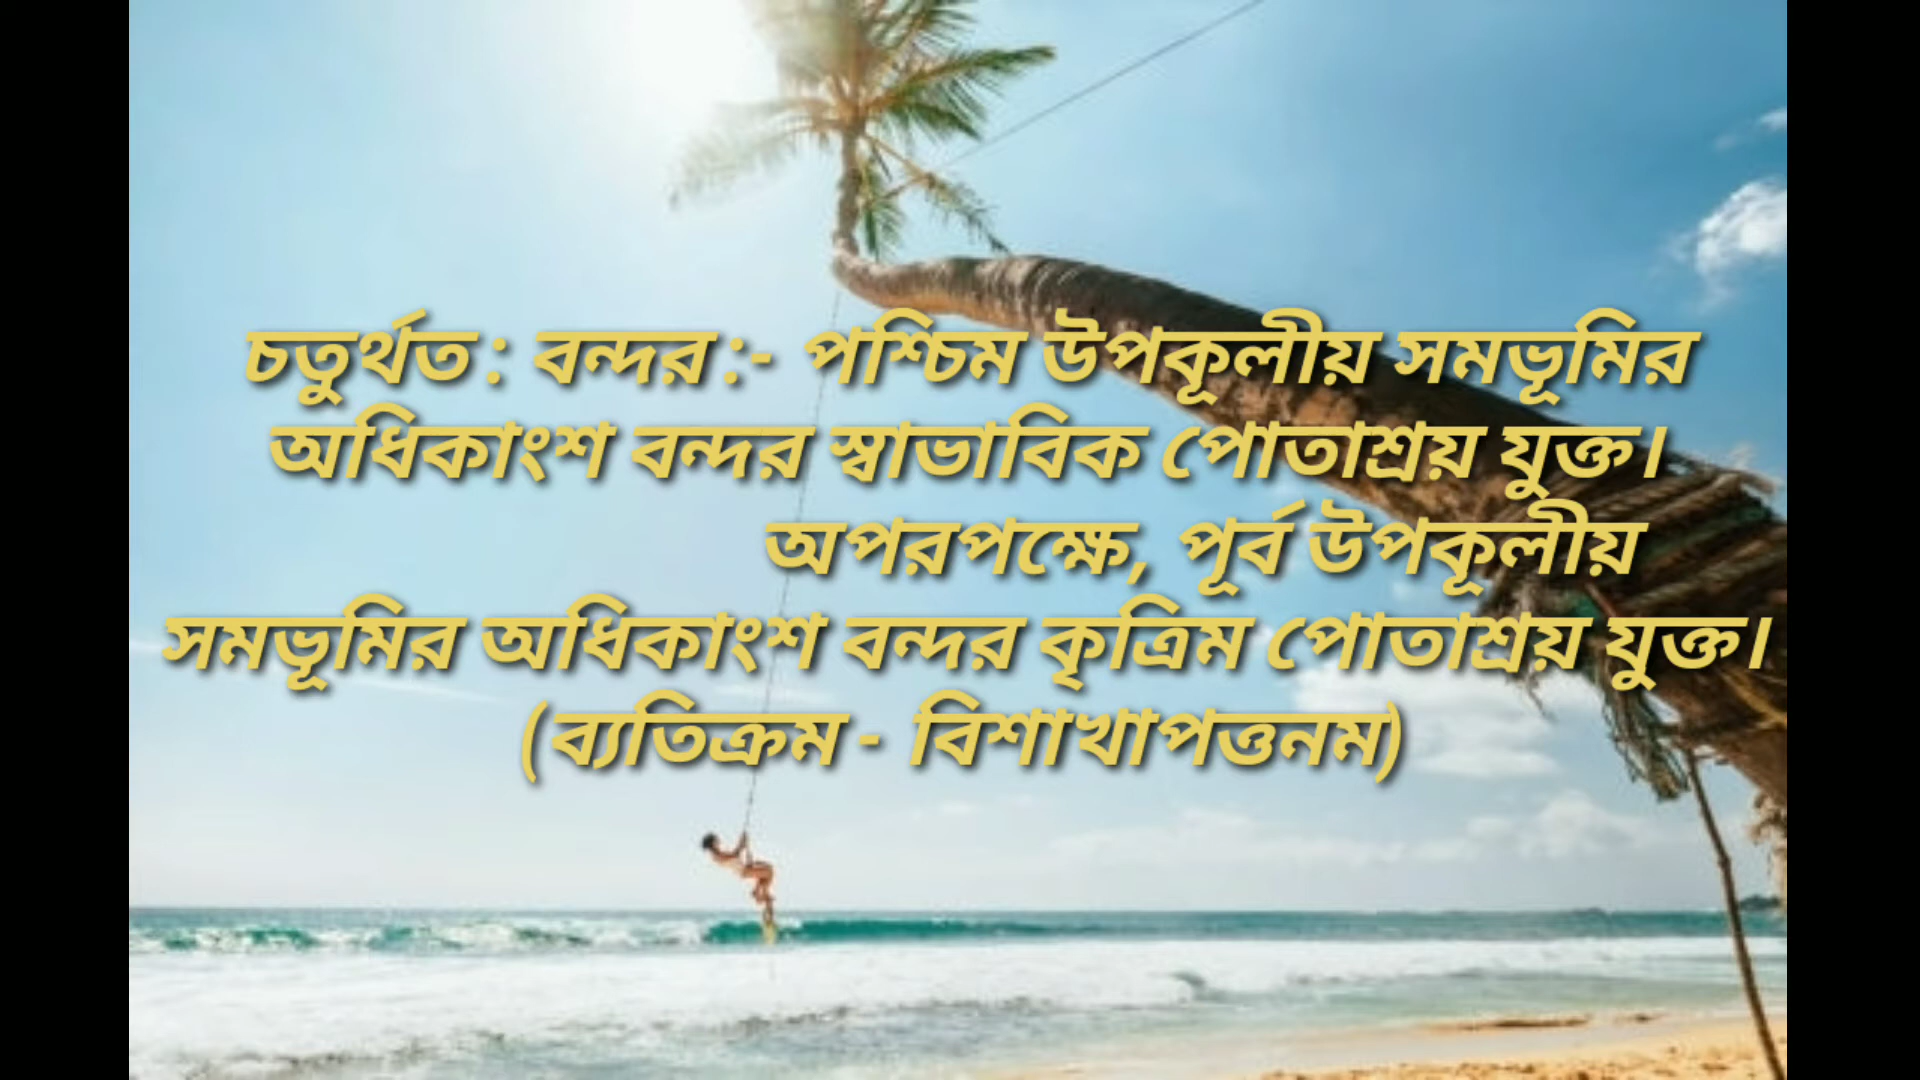 চতুর্থত : বন্দর :- পশ্চিম উপকূলীয় সমভূমির
অধিকাংশ বন্দর স্বাভাবিক পোতাশ্রয় যুক্ত।
অপরপক্ষে, পূর্ব উপকূলীয়
সমভূমির অধিকাংশ বন্দর কৃত্রিম পোতাশ্রয় যুক্ত।
(ব্যতিক্রম - বিশাখাপত্তনম)